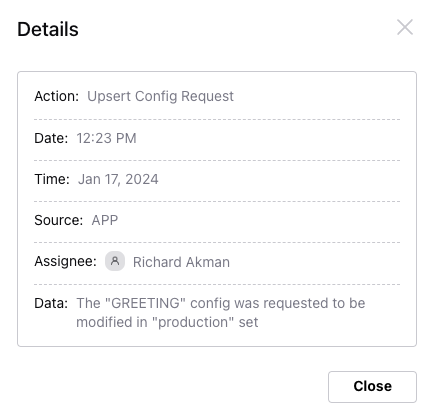 Details
Action: Upsert Config Request
Date: 12:23 PM
Time: Jan 17, 2024
Source: APP
Assignee: Richard Akman
Data: The "GREETING" config was requested to be
modified in "production" set
Close